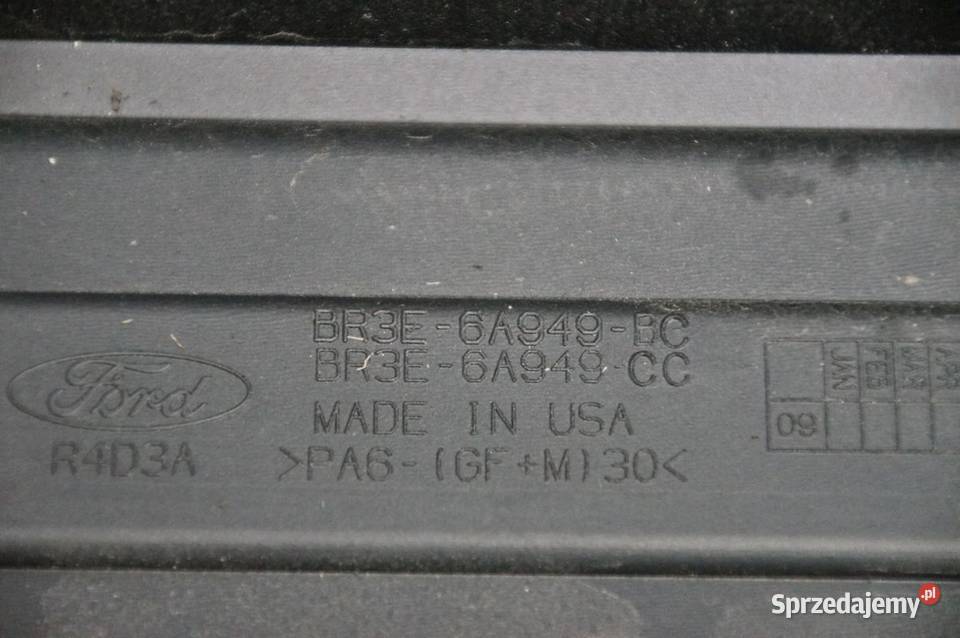 BR3E-6A949-BC
BR3E-6A949-CC
Ford
MADE IN USA
R4D3A
>PA6-(GF+M)30<
JAN
FEB
MAR
APR
09
Sprzedajemy.pl